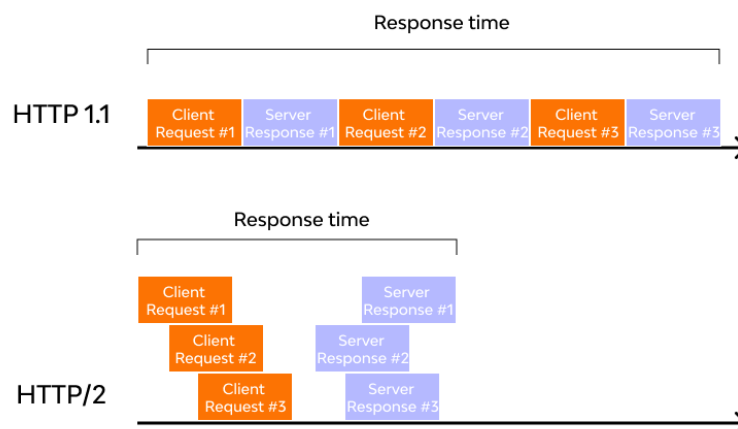 Response time
HTTP 1.1
Client
Request #1
Server
Response #1
Client
Request #2
Server
Response #2
Client
Request #3
Server
Response #3
Response time
Client
Request #1
Server
Response #1
Client
Request #2
Server
Response #2
HTTP/2
Client
Request #3
Server
Response #3